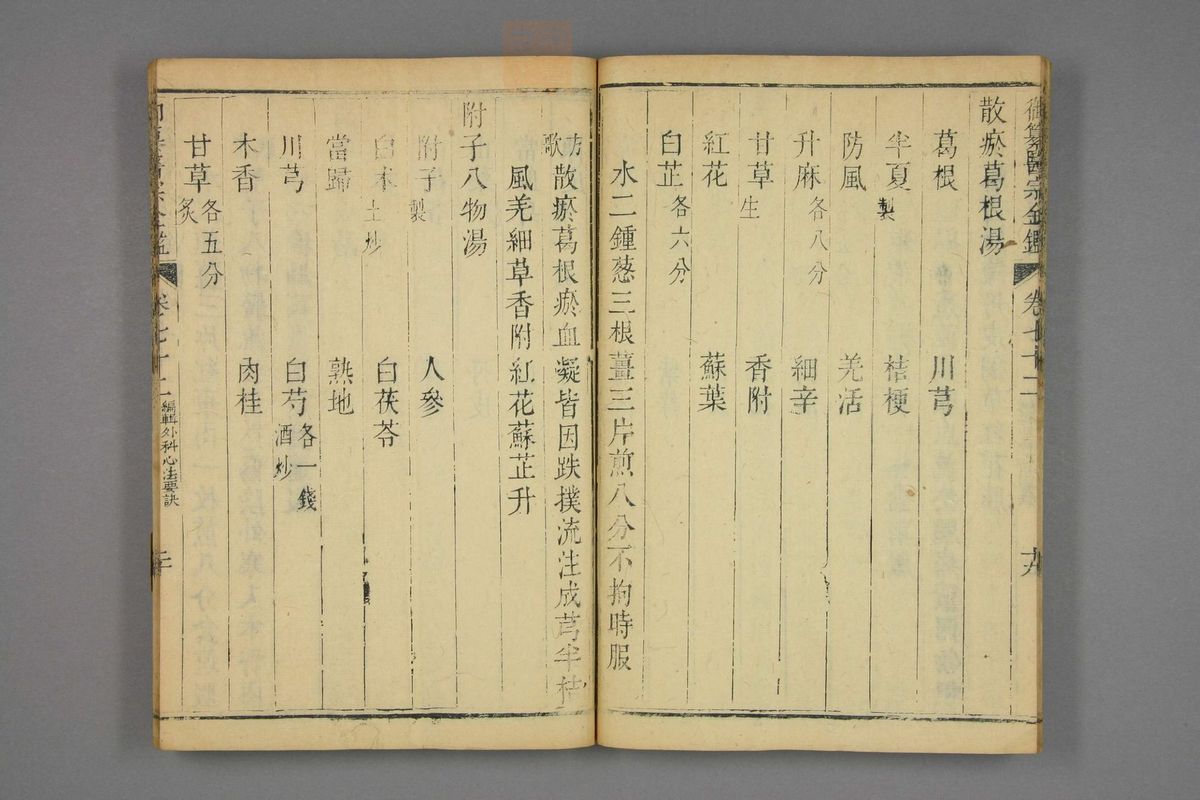 御纂醫宗金鑑 卷七十二 十九
散瘀葛根湯
葛根 川芎
半夏製 桔梗
防風 羌活
升麻各八分 細辛
甘草生 香附
紅花 蘇葉
白芷各六分
水二鍾葱三根薑三片煎八分不拘時服
方歌 散瘀葛根瘀血凝皆因跌撲流注成芎半桔
風羌細草香附紅花蘇芷升
附子八物湯
附子製 人參
白朮土炒 白茯苓
當歸 熟地
川芎 白芍酒炒各一錢
木香 肉桂
甘草炙各五分
御纂醫宗金鑑 卷七十二 編輯外科心法要訣